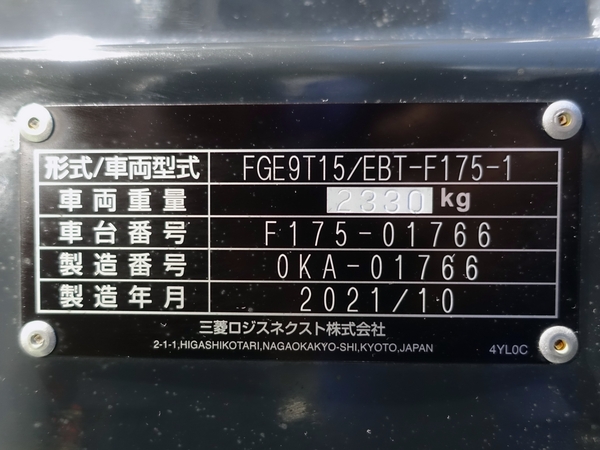 形式/車両型式 FGE9T15/EBT-F175-1
車両重量 2330 kg
車台番号 F175-01766
製造番号 0KA-01766
製造年月 2021/10
三菱ロジスネクスト株式会社
2-1-1,HIGASHIKOTARI,NAGAOKAKYO-SHI,KYOTO,JAPAN 4YL0C